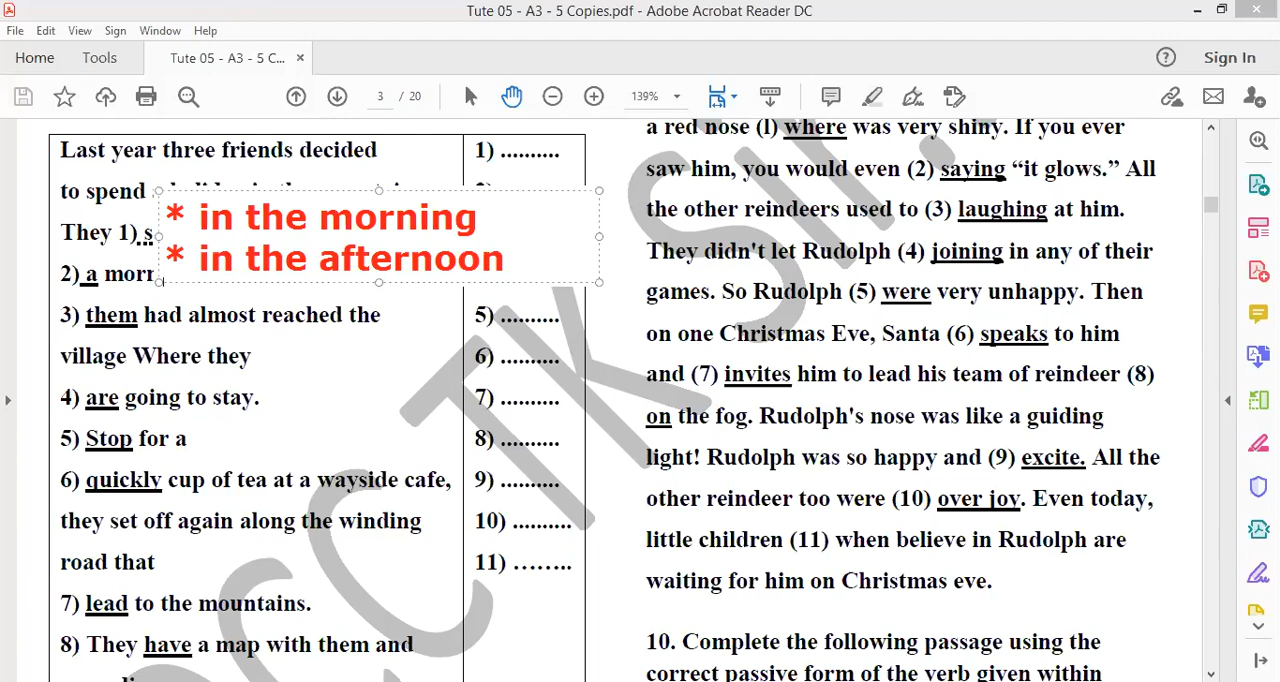 Tute 05 - A3 - 5 Copies.pdf - Adobe Acrobat Reader DC
File Edit View Sign Window Help
Home Tools Tute 05 - A3 - 5 C... × Sign In
3 / 20 139%
Last year three friends decided
to spend
They 1) s
2) a morr
3) them had almost reached the
village Where they
4) are going to stay.
5) Stop for a
6) quickly cup of tea at a wayside cafe,
they set off again along the winding
road that
7) lead to the mountains.
8) They have a map with them and
* in the morning
* in the afternoon
1) ..........
5) ..........
6) ..........
7) ..........
8) ..........
9) ..........
10) ..........
11) ……..
a red nose (l) where was very shiny. If you ever
saw him, you would even (2) saying “it glows.” All
the other reindeers used to (3) laughing at him.
They didn't let Rudolph (4) joining in any of their
games. So Rudolph (5) were very unhappy. Then
on one Christmas Eve, Santa (6) speaks to him
and (7) invites him to lead his team of reindeer (8)
on the fog. Rudolph's nose was like a guiding
light! Rudolph was so happy and (9) excite. All the
other reindeer too were (10) over joy. Even today,
little children (11) when believe in Rudolph are
waiting for him on Christmas eve.
10. Complete the following passage using the
correct passive form of the verb given within
CC TK Sir.